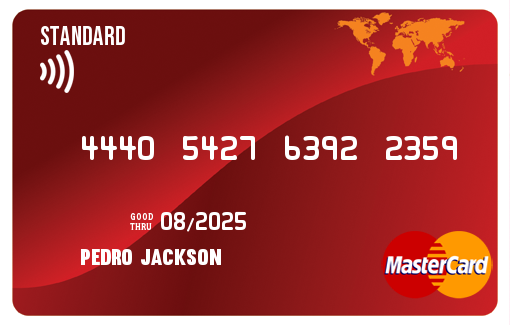 STANDARD
4440 5427 6392 2359
GOOD THRU 08/2025
PEDRO JACKSON
MasterCard